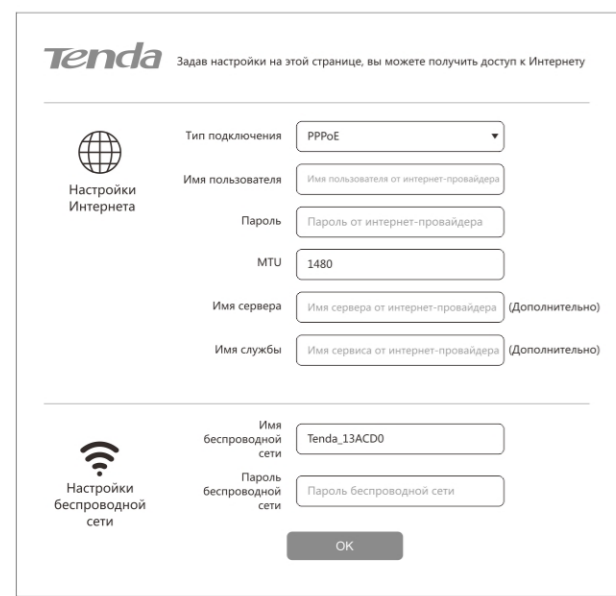 Tenda Задав настройки на этой странице, вы можете получить доступ к Интернету
Тип подключения PPPoE
Настройки
Интернета
Имя пользователя Имя пользователя от интернет-провайдера
Пароль Пароль от интернет-провайдера
MTU 1480
Имя сервера Имя сервера от интернет-провайдера (Дополнительно)
Имя службы Имя сервиса от интернет-провайдера (Дополнительно)
Настройки
беспроводной
сети
Имя
беспроводной
сети
Tenda_13ACD0
Пароль
беспроводной
сети
Пароль беспроводной сети
OK